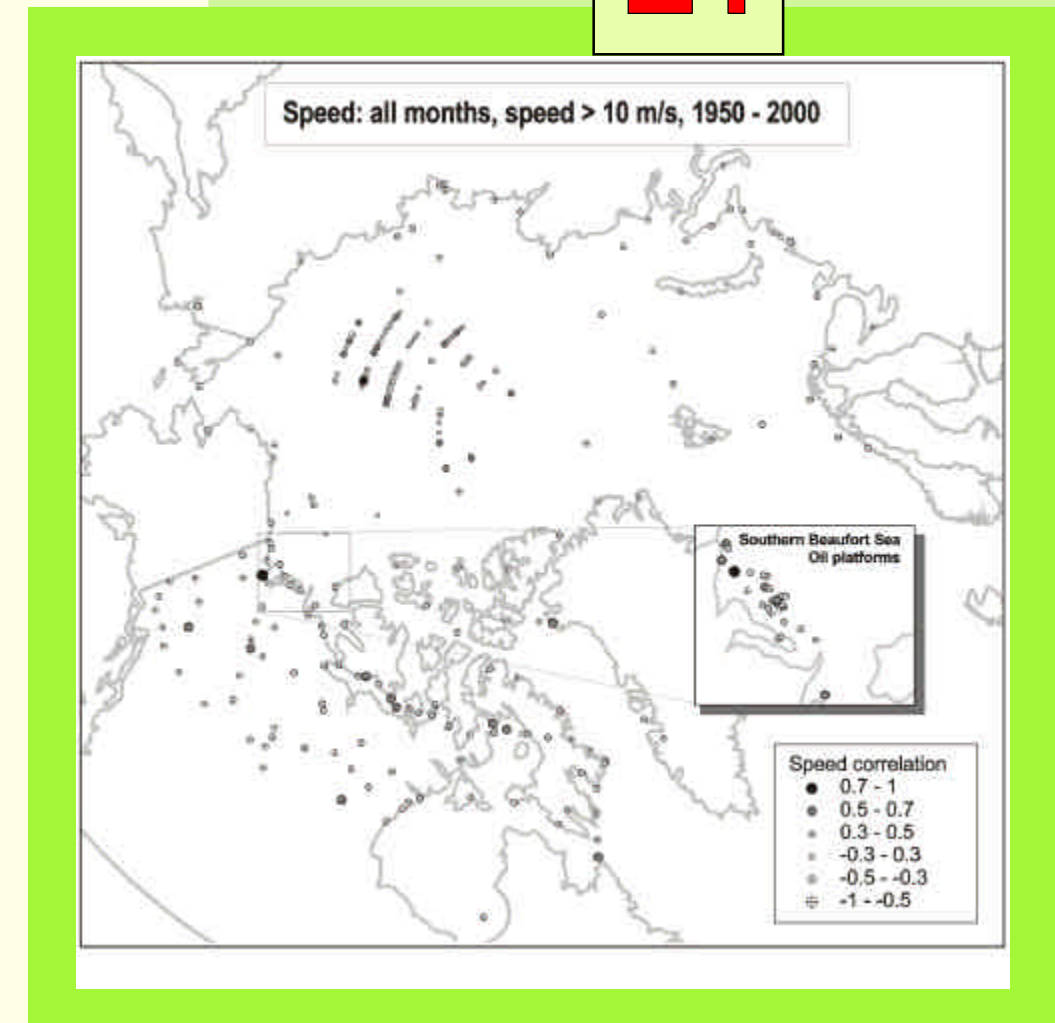 Speed: all months, speed > 10 m/s, 1950 - 2000
Southern Beaufort Sea
Oil platforms
Speed correlation
0.7 - 1
0.5 - 0.7
0.3 - 0.5
-0.3 - 0.3
-0.5 - -0.3
-1 - -0.5